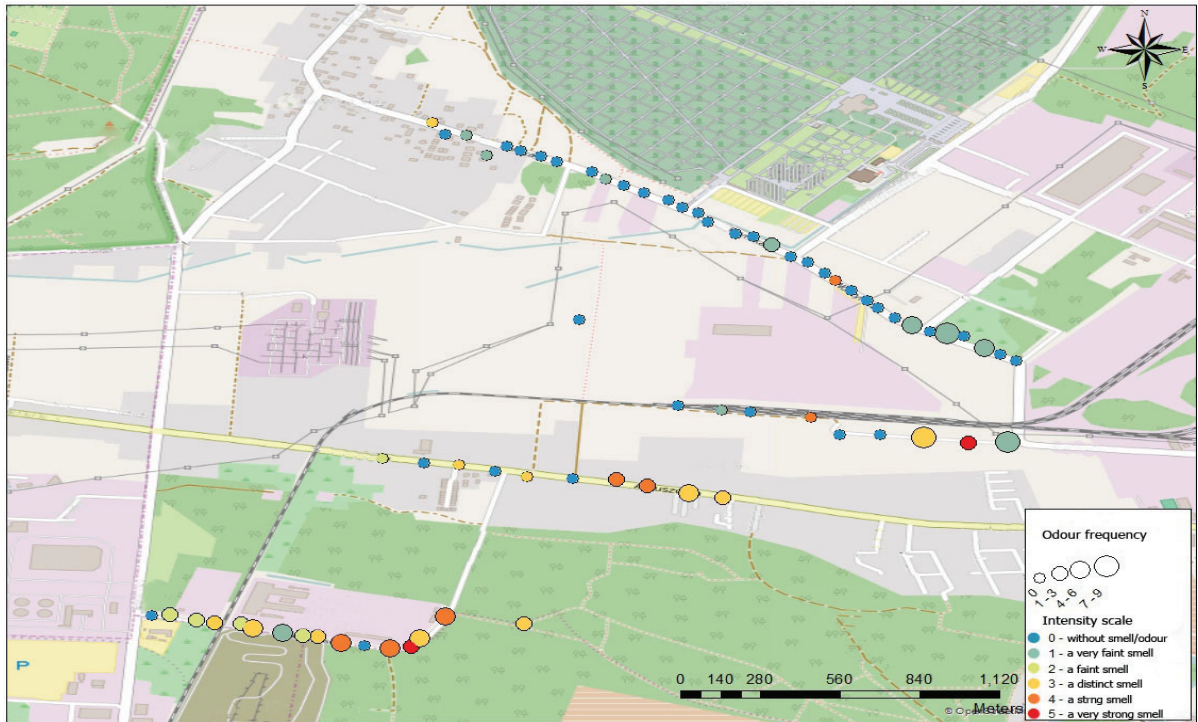 N
W E
S
P
Odour frequency
0
1 - 3
4 - 6
7 - 9
Intensity scale
0 - without smell/odour
1 - a very faint smell
2 - a faint smell
3 - a distinct smell
4 - a strng smell
5 - a very strong smell
0 140 280 560 840 1,120
Meters